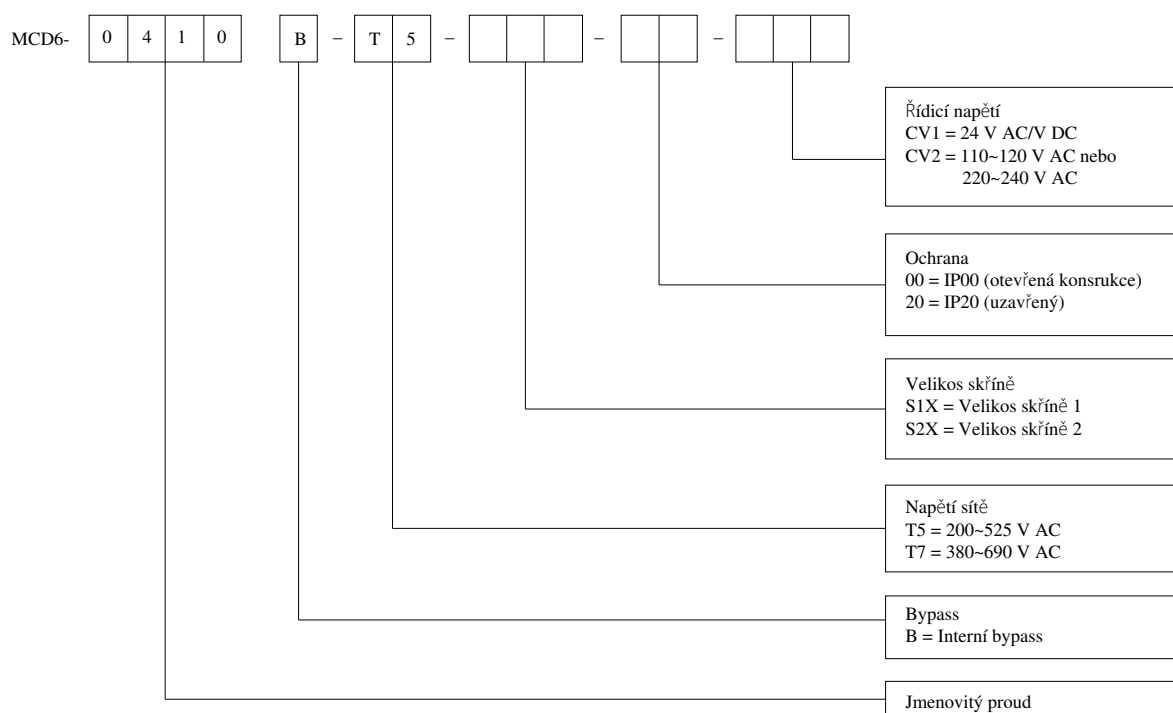 MCD6- 0 4 1 0 B – T 5 – – –
Řídicí napětí
CV1 = 24 V AC/V DC
CV2 = 110~120 V AC nebo
220~240 V AC
Ochrana
00 = IP00 (otevřená konsrukce)
20 = IP20 (uzavřený)
Velikos skříně
S1X = Velikos skříně 1
S2X = Velikos skříně 2
Napětí sítě
T5 = 200~525 V AC
T7 = 380~690 V AC
Bypass
B = Interní bypass
Jmenovitý proud